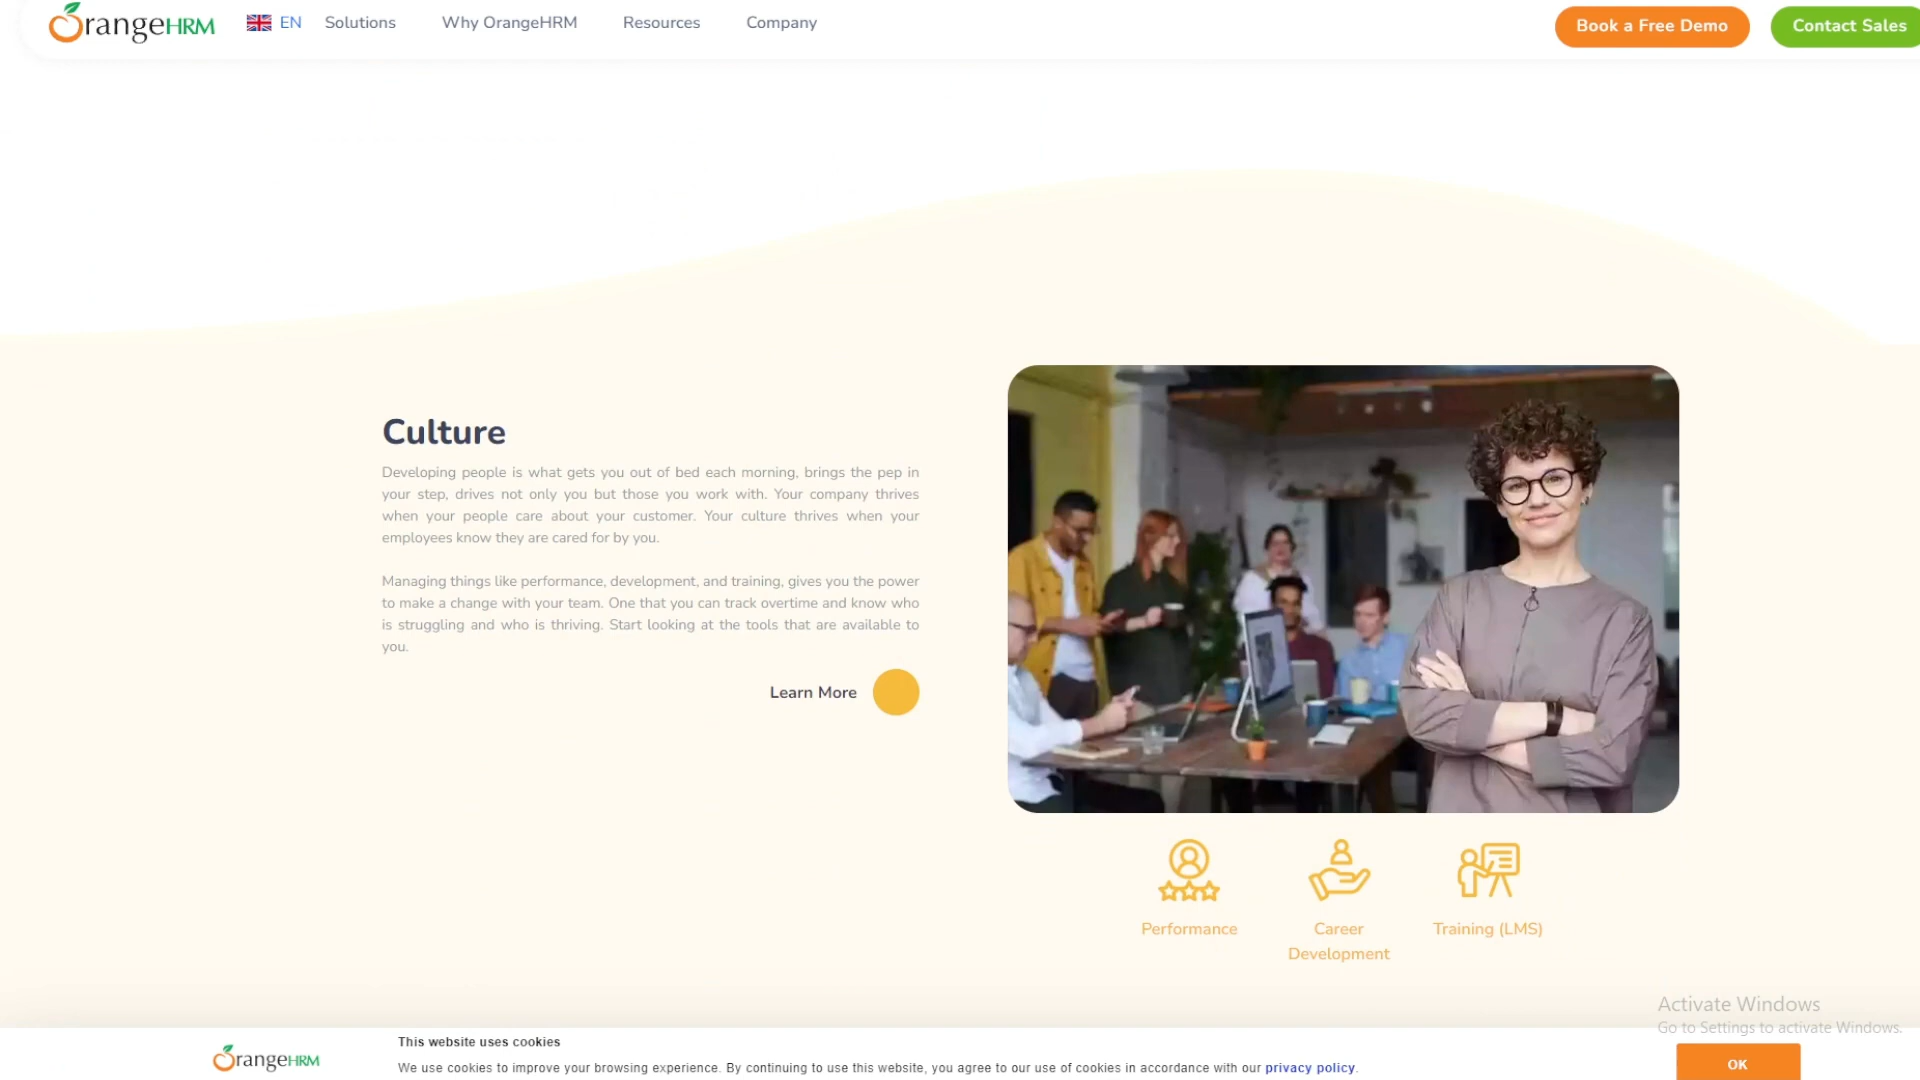 OrangeHRM
EN
Solutions
Why OrangeHRM
Resources
Company
Book a Free Demo
Contact Sales
Culture
Developing people is what gets you out of bed each morning, brings the pep in
your step, drives not only you but those you work with. Your company thrives
when your people care about your customer. Your culture thrives when your
employees know they are cared for by you.
Managing things like performance, development, and training, gives you the power
to make a change with your team. One that you can track overtime and know who
is struggling and who is thriving. Start looking at the tools that are available to
you.
Learn More
Performance
Career
Development
Training (LMS)
Activate Windows
Go to Settings to activate Windows.
OrangeHRM
This website uses cookies
We use cookies to improve your browsing experience. By continuing to use this website, you agree to our use of cookies in accordance with our privacy policy.
OK